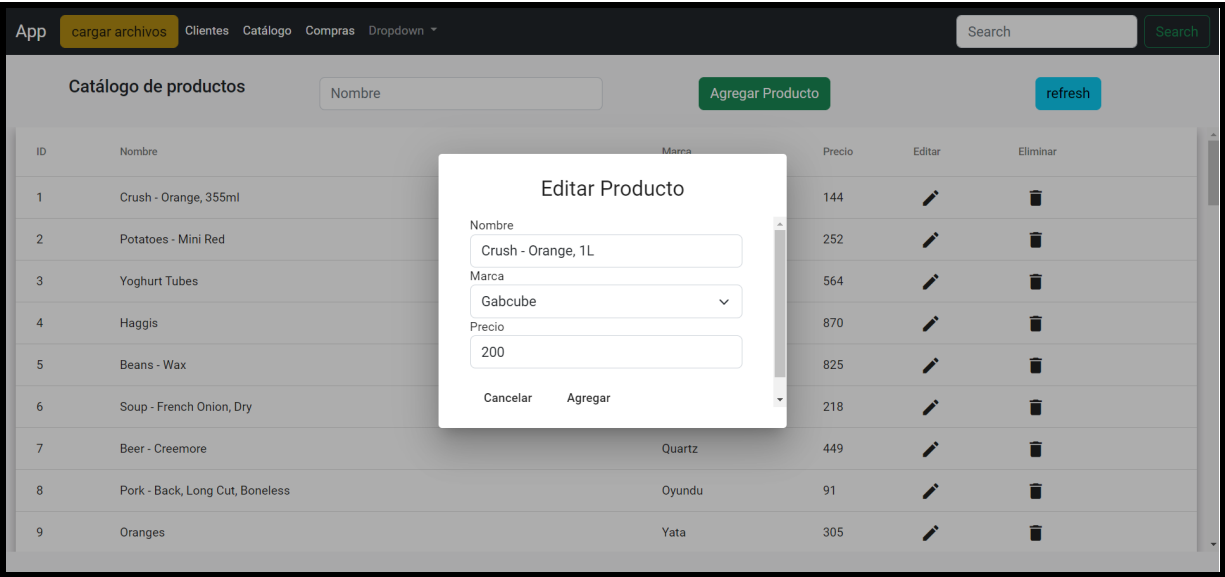 App cargar archivos Clientes Catálogo Compras Dropdown Search Search
Catálogo de productos Nombre Agregar Producto refresh
ID Nombre Marca Precio Editar Eliminar
1 Crush - Orange, 355ml 144
2 Potatoes - Mini Red 252
3 Yoghurt Tubes 564
4 Haggis 870
5 Beans - Wax 825
6 Soup - French Onion, Dry 218
7 Beer - Creemore Quartz 449
8 Pork - Back, Long Cut, Boneless Oyundu 91
9 Oranges Yata 305
Editar Producto
Nombre
Crush - Orange, 1L
Marca
Gabcube
Precio
200
Cancelar Agregar